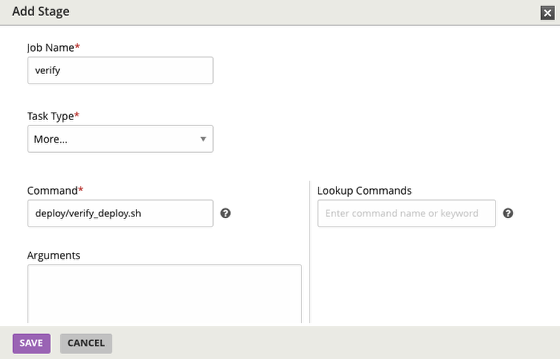 Add Stage
Job Name*
verify
Task Type*
More...
Command*
deploy/verify_deploy.sh
Lookup Commands
Enter command name or keyword
Arguments
SAVE
CANCEL